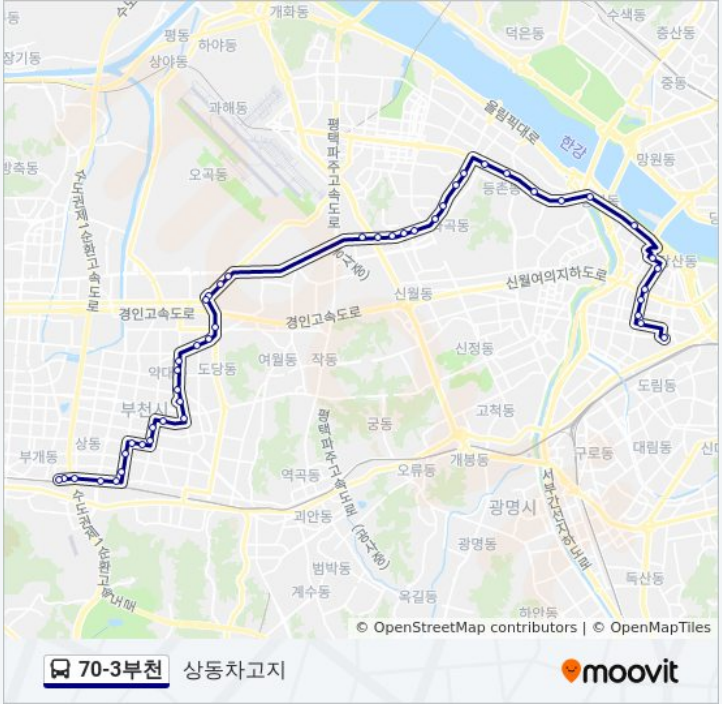 개화동
수색동
평동
하야동
덕은동
증산동
장기동
상야동
중동
과해동
올림픽대로
한강
망원동
방축동
오곡동
평택파주고속도로
등촌동
수도권제1순환고속도로
신월여의지하도로
신월동
경인고속도로
경인고속도로
여월동
작동
신정동
도당동
약대
부천시
도림동
상동
궁동
고척동
부개동
역곡동
오류동
개봉동
구로동
대림동
평택파주고속도로 (공사중)
괴안동
광명시
서부간선지하도로
수도권제1순환고속
광명동
범박동
계수동
옥길동
독산동
하안동
© OpenStreetMap contributors | © OpenMapTiles
70-3부천 상동차고지
moovit